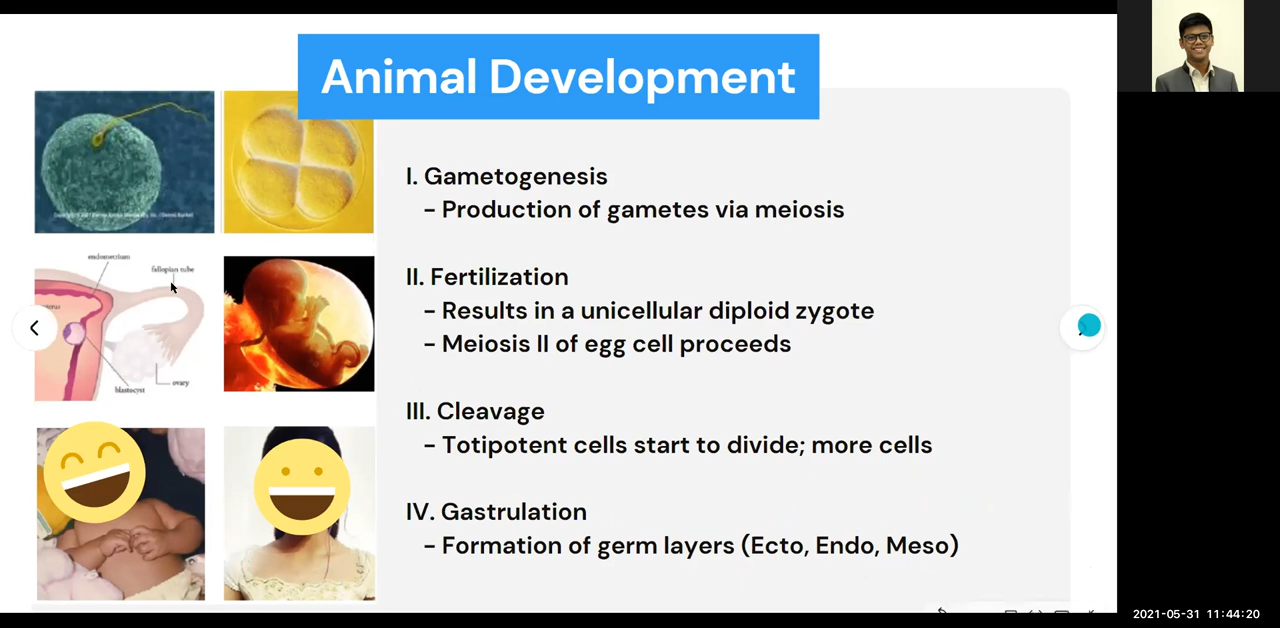 Animal Development
I. Gametogenesis
- Production of gametes via meiosis
II. Fertilization
- Results in a unicellular diploid zygote
- Meiosis II of egg cell proceeds
III. Cleavage
- Totipotent cells start to divide; more cells
IV. Gastrulation
- Formation of germ layers (Ecto, Endo, Meso)
endometrium
fallopian tube
blastocyst
ovary
2021-05-31 11:44:20